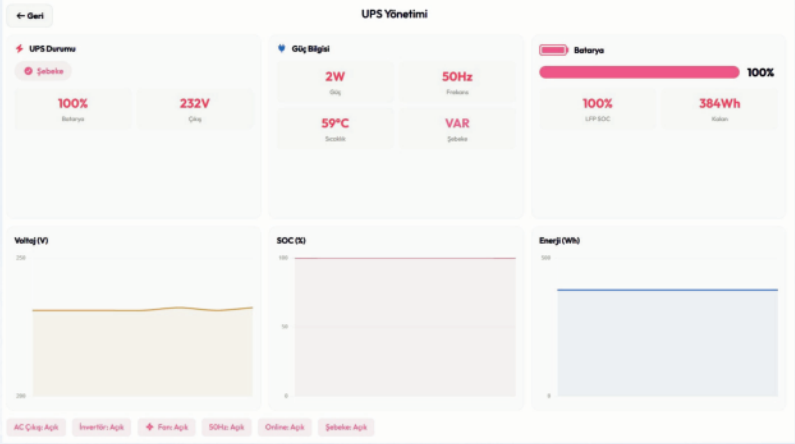 ← Geri
UPS Yönetimi
UPS Durumu
Şebeke
100%
Batarya
232V
Çıkış
Güç Bilgisi
2W
Güç
50Hz
Frekans
59°C
Sıcaklık
VAR
Şebeke
Batarya
100%
100%
LFP SOC
384Wh
Kalan
Voltaj (V)
250
200
SOC (%)
100
50
0
Enerji (Wh)
500
0
AC Çıkış: Açık
İnvertör: Açık
Fan: Açık
50Hz: Açık
Online: Açık
Şebeke: Açık